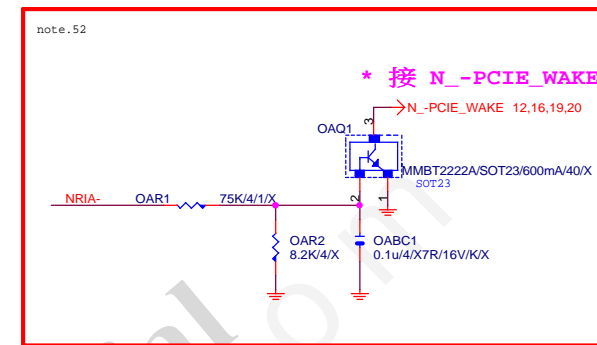 note.52
* 接 N_-PCIE_WAKE
N_-PCIE_WAKE 12,16,19,20
3
OAQ1
MMBT2222A/SOT23/600mA/40/X
SOT23
2
1
NRIA-
OAR1
75K/4/1/X
OAR2
8.2K/4/X
OABC1
0.1u/4/X7R/16V/K/X